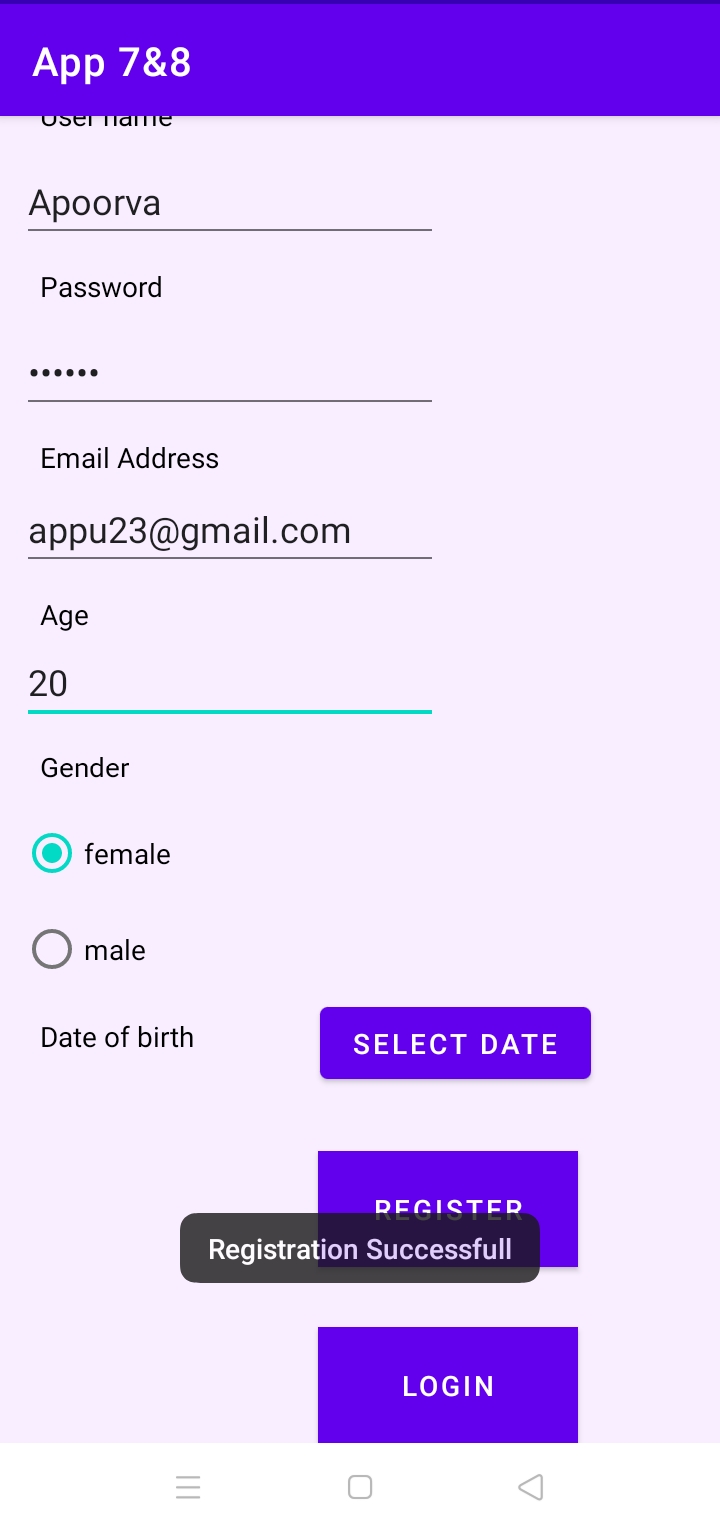 App 7&8
User name
Apoorva
Password
••••••
Email Address
appu23@gmail.com
Age
20
Gender
female
male
Date of birth
SELECT DATE
REGISTER
Registration Successfull
LOGIN